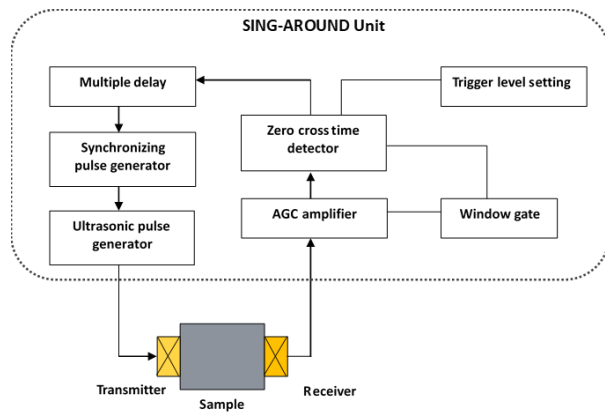 SING-AROUND Unit
Multiple delay
Trigger level setting
Zero cross time
detector
Synchronizing
pulse generator
AGC amplifier
Window gate
Ultrasonic pulse
generator
Transmitter
Receiver
Sample